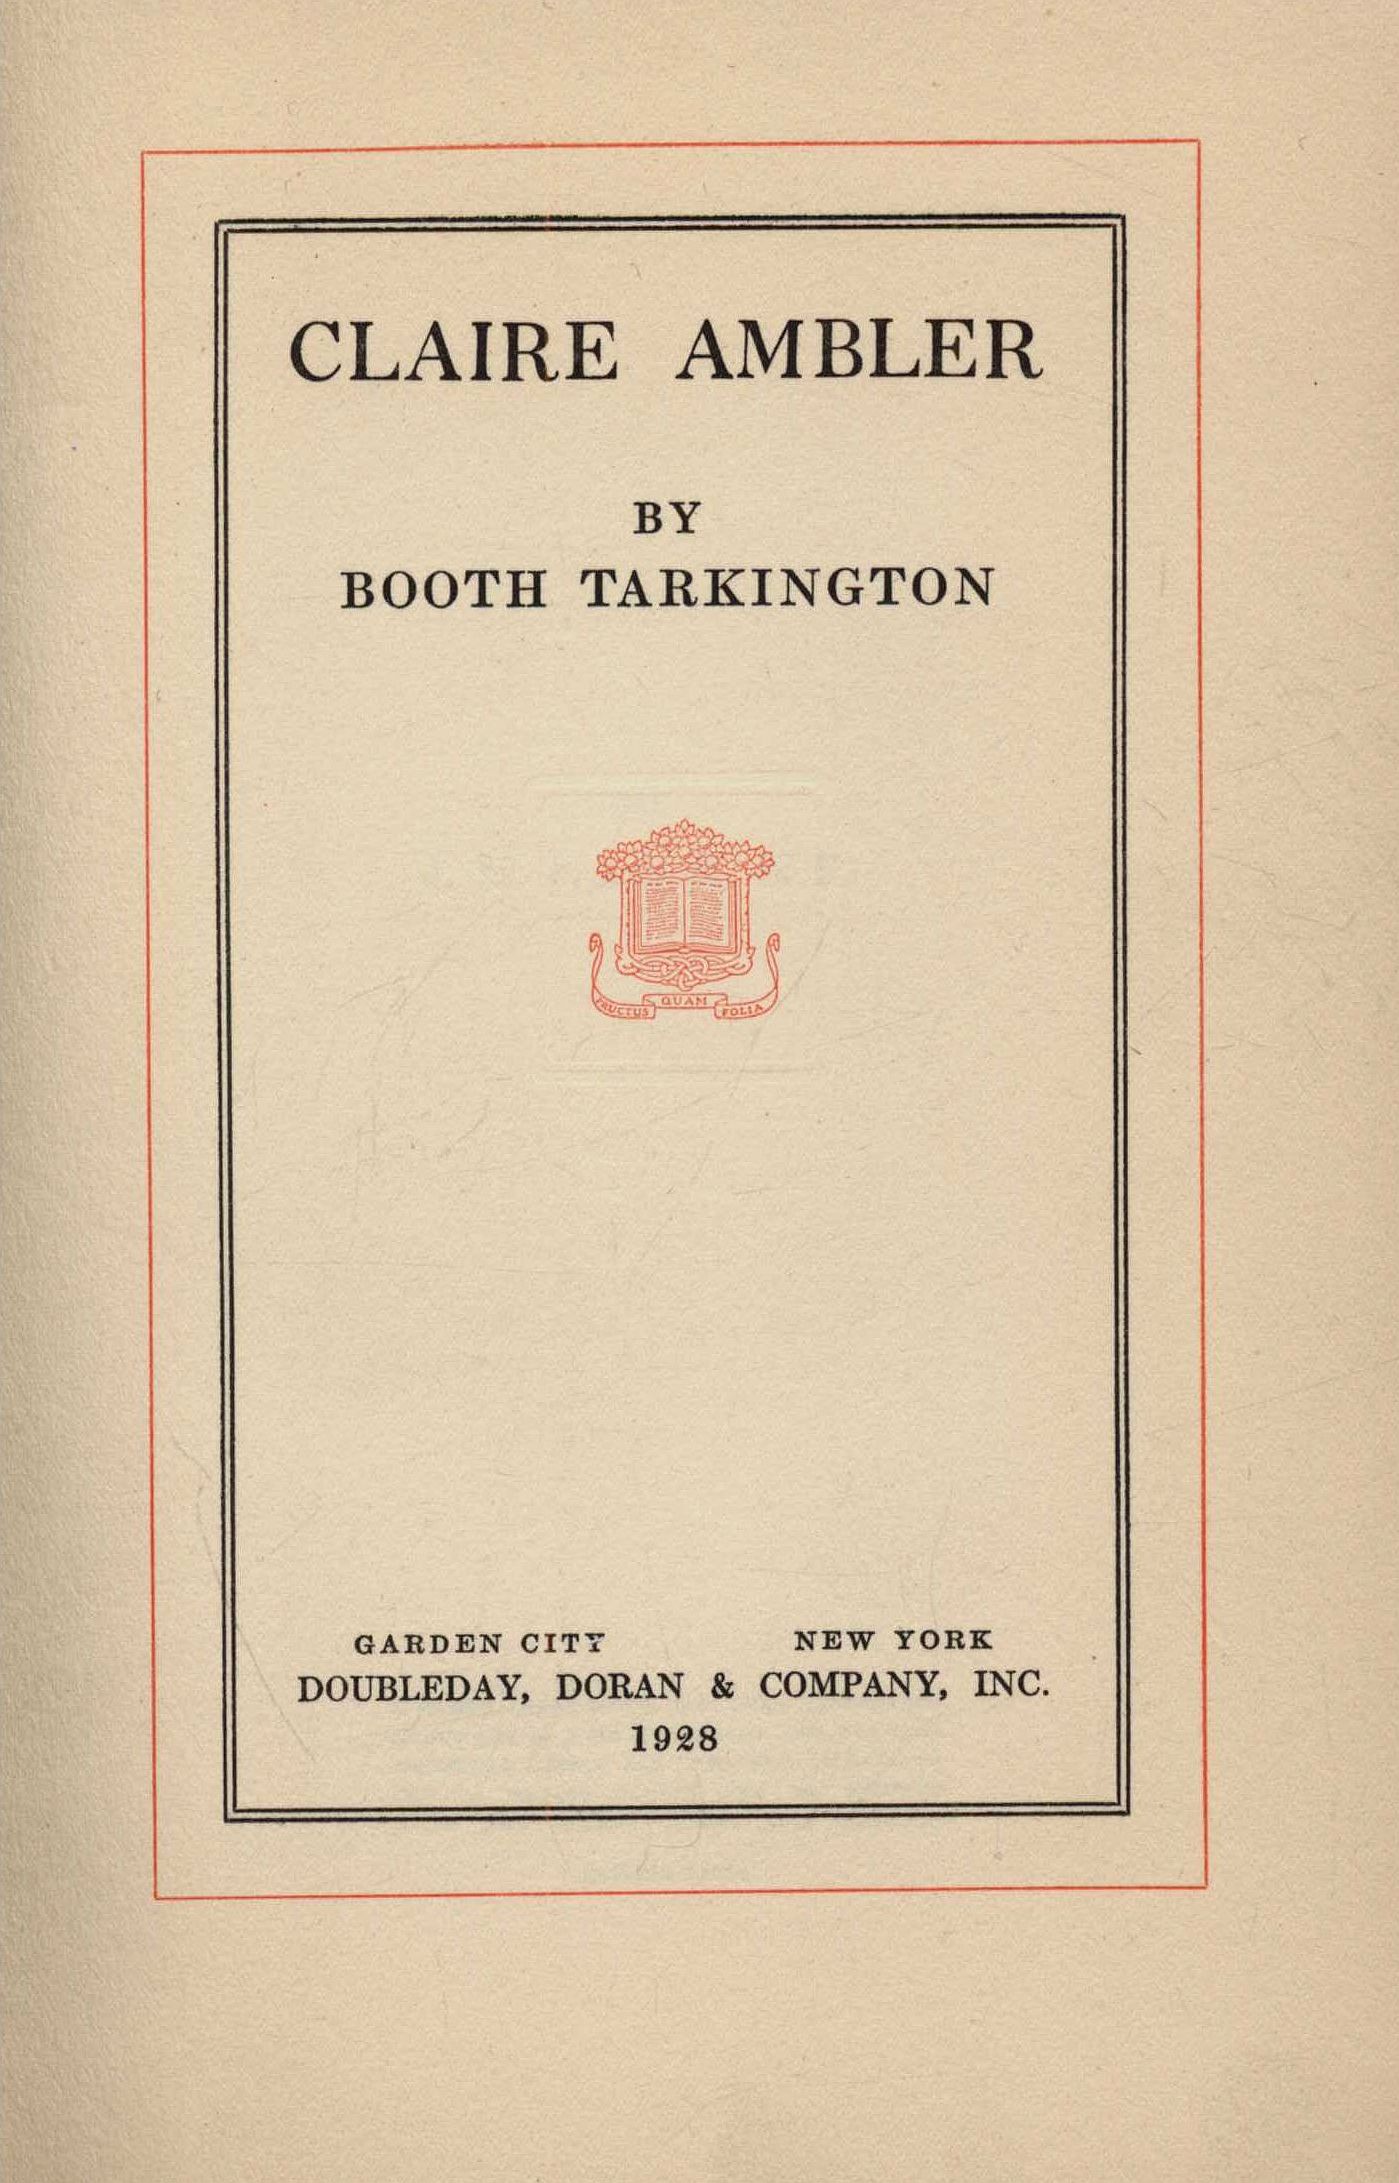 CLAIRE AMBLER
BY
BOOTH TARKINGTON
FRUCTUS QUAM FOLIA
GARDEN CITY NEW YORK
DOUBLEDAY, DORAN & COMPANY, INC.
1928